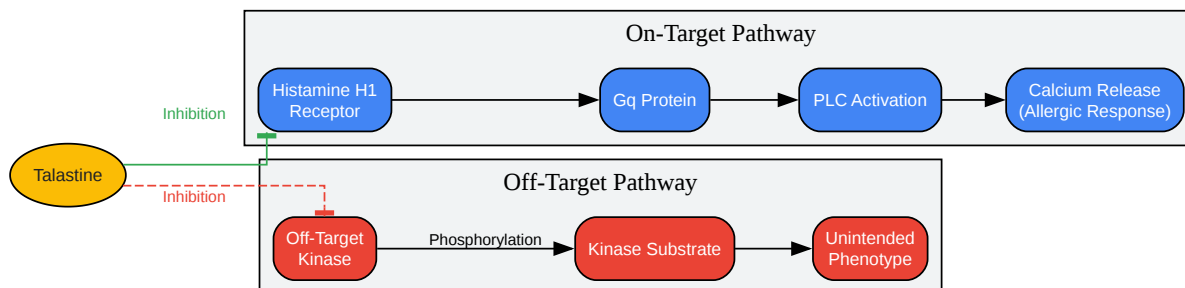 On-Target Pathway
Histamine H1
Receptor
Gq Protein
PLC Activation
Calcium Release
(Allergic Response)
Inhibition
Talastine
Inhibition
Off-Target Pathway
Off-Target
Kinase
Phosphorylation
Kinase Substrate
Unintended
Phenotype